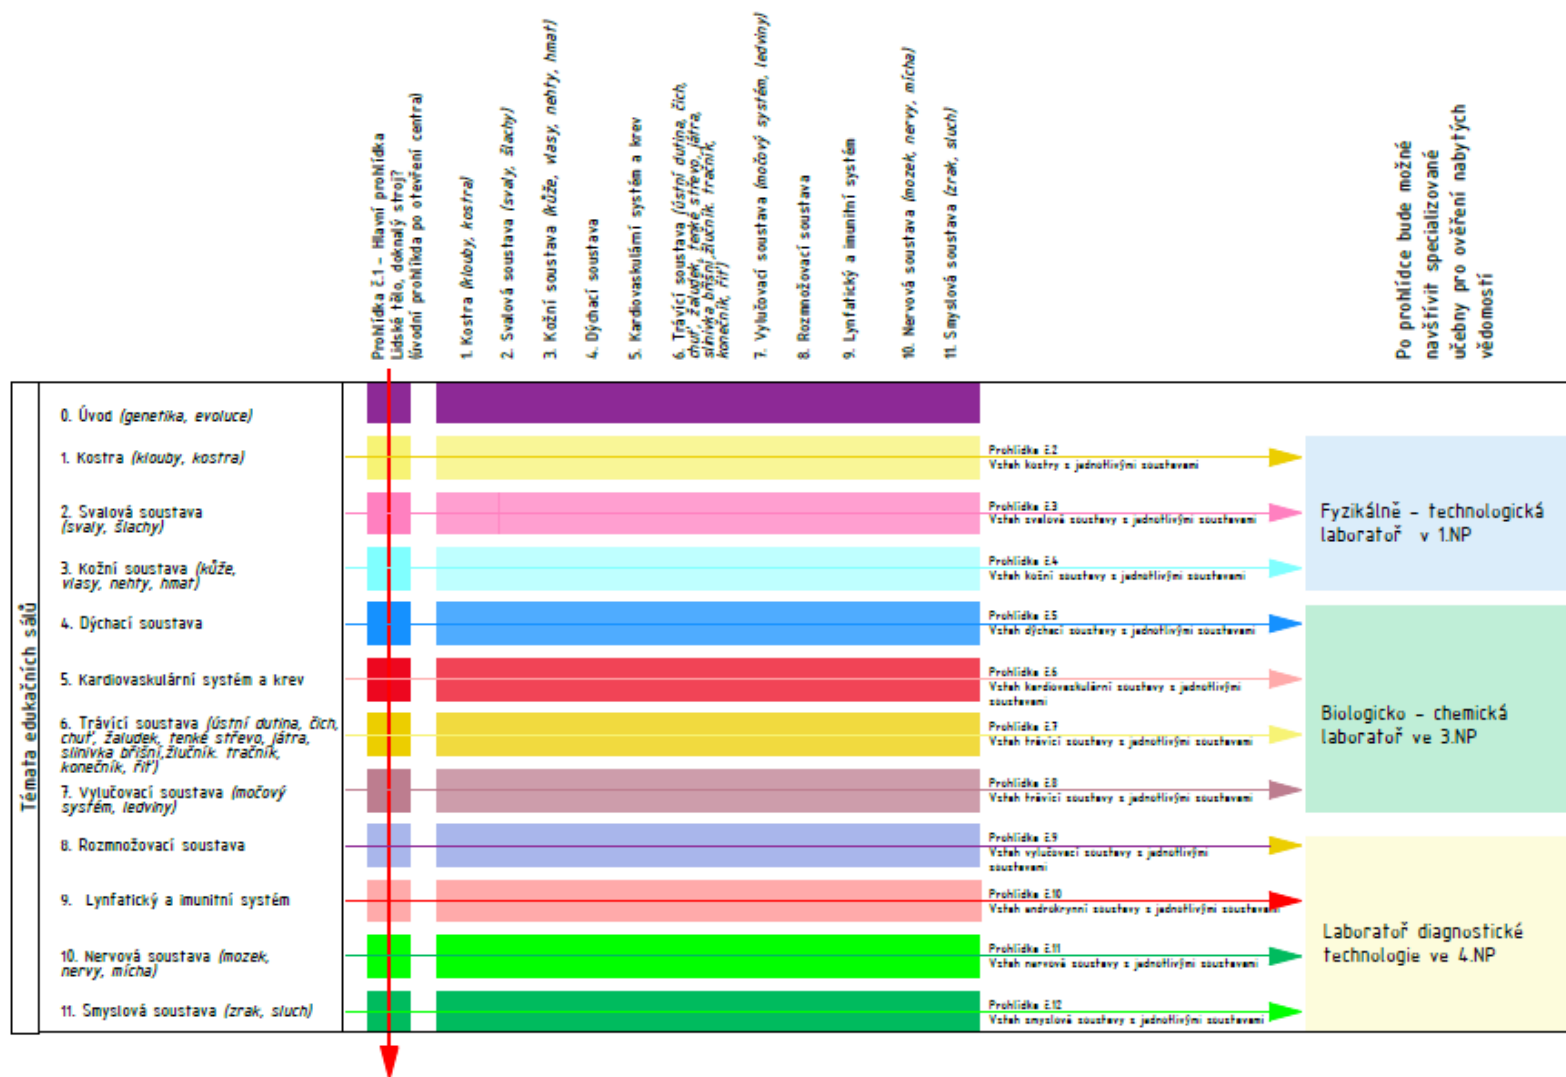 Prohlídka č.1 – Hlavní prohlídka
Lidské tělo, doknalý stroj?
(úvodní prohlíkda po otevření centra)
1. Kostra (klouby, kostra)
2. Svalová soustava (svaly, šlachy)
3. Kožní soustava (kůže, vlasy, nehty, hmat)
4. Dýchací soustava
5. Kardiovaskulární systém a krev
6. Trávící soustava (ústní dutina, čich,
chuť, žaludek, tenké střevo, játra,
slinivka břišní,žlučník. tračník,
konečník, řiť)
7. Vylučovací soustava (močový systém, ledviny)
8. Rozmnožovací soustava
9. Lynfatický a imunitní systém
10. Nervová soustava (mozek, nervy, mícha)
11. Smyslová soustava (zrak, sluch)
Po prohlídce bude možné
navštívit specializované
učebny pro ověření nabytých
vědomostí
Témata edukačních sálů
0. Úvod (genetika, evoluce)
1. Kostra (klouby, kostra)
Prohlídka č.2
Vztah kostry s jednotlivými soustavami
2. Svalová soustava
(svaly, šlachy)
Prohlídka č.3
Vztah svalové soustavy s jednotlivými soustavami
3. Kožní soustava (kůže,
vlasy, nehty, hmat)
Prohlídka č.4
Vztah kožní soustavy s jednotlivými soustavami
Fyzikálně – technologická
laboratoř v 1.NP
4. Dýchací soustava
Prohlídka č.5
Vztah dýchací soustavy s jednotlivými soustavami
5. Kardiovaskulární systém a krev
Prohlídka č.6
Vztah kardiovaskulární soustavy s jednotlivými
soustavami
6. Trávící soustava (ústní dutina, čich,
chuť, žaludek, tenké střevo, játra,
slinivka břišní,žlučník. tračník,
konečník, řiť)
Prohlídka č.7
Vztah trávící soustavy s jednotlivými soustavami
7. Vylučovací soustava (močový
systém, ledviny)
Prohlídka č.8
Vztah trávící soustavy s jednotlivými soustavami
Biologicko – chemická
laboratoř ve 3.NP
8. Rozmnožovací soustava
Prohlídka č.9
Vztah vylučovací soustavy s jednotlivými
soustavami
9. Lynfatický a imunitní systém
Prohlídka č.10
Vztah androkrynní soustavy s jednotlivými soustavami
10. Nervová soustava (mozek,
nervy, mícha)
Prohlídka č.11
Vztah nervové soustavy s jednotlivými soustavami
11. Smyslová soustava (zrak, sluch)
Prohlídka č.12
Vztah smyslové soustavy s jednotlivými soustavami
Laboratoř diagnostické
technologie ve 4.NP